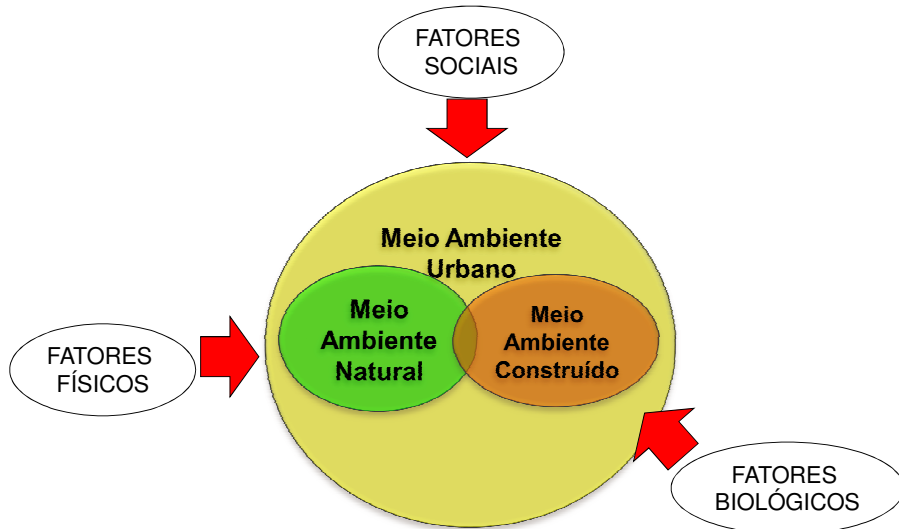 FATORES
SOCIAIS
Meio Ambiente
Urbano
Meio
Ambiente
Natural
Meio
Ambiente
Construído
FATORES
FÍSICOS
FATORES
BIOLÓGICOS